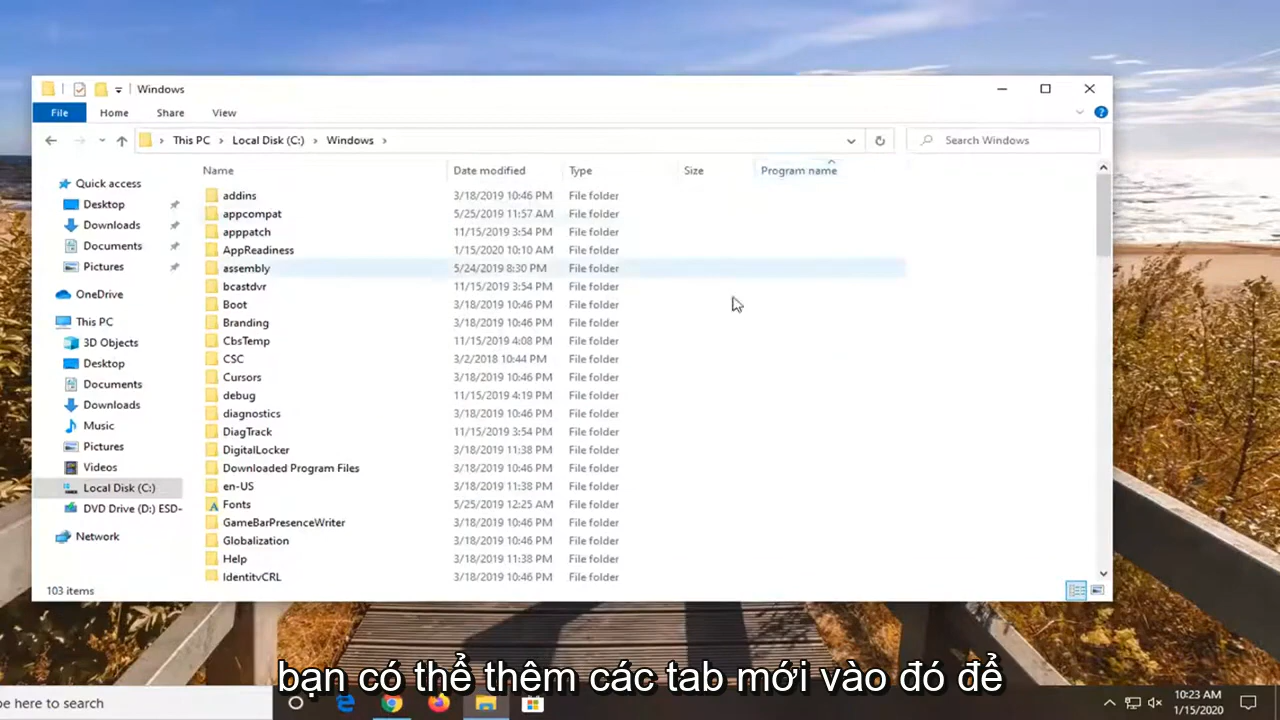 Windows
File Home Share View
This PC > Local Disk (C:) > Windows >
Search Windows
Name Date modified Type Size Program name
Quick access
Desktop
Downloads
Documents
Pictures
OneDrive
This PC
3D Objects
Desktop
Documents
Downloads
Music
Pictures
Videos
Local Disk (C:)
DVD Drive (D:) ESD-
Network
addins 3/18/2019 10:46 PM File folder
appcompat 5/25/2019 11:57 AM File folder
apppatch 11/15/2019 3:54 PM File folder
AppReadiness 1/15/2020 10:10 AM File folder
assembly 5/24/2019 8:30 PM File folder
bcastdvr 11/15/2019 3:54 PM File folder
Boot 3/18/2019 10:46 PM File folder
Branding 3/18/2019 10:46 PM File folder
CbsTemp 11/15/2019 4:08 PM File folder
CSC 3/2/2018 10:44 PM File folder
Cursors 3/18/2019 10:46 PM File folder
debug 11/15/2019 4:19 PM File folder
diagnostics 3/18/2019 10:46 PM File folder
DiagTrack 11/15/2019 3:54 PM File folder
DigitalLocker 3/18/2019 11:38 PM File folder
Downloaded Program Files 3/18/2019 10:46 PM File folder
en-US 3/18/2019 11:38 PM File folder
Fonts 5/25/2019 12:25 AM File folder
GameBarPresenceWriter 3/18/2019 10:46 PM File folder
Globalization 3/18/2019 10:46 PM File folder
Help 3/18/2019 11:38 PM File folder
IdentityCRL 3/18/2019 10:46 PM File folder
103 items
bạn có thể thêm các tab mới vào đó để
pe here to search
10:23 AM
1/15/2020